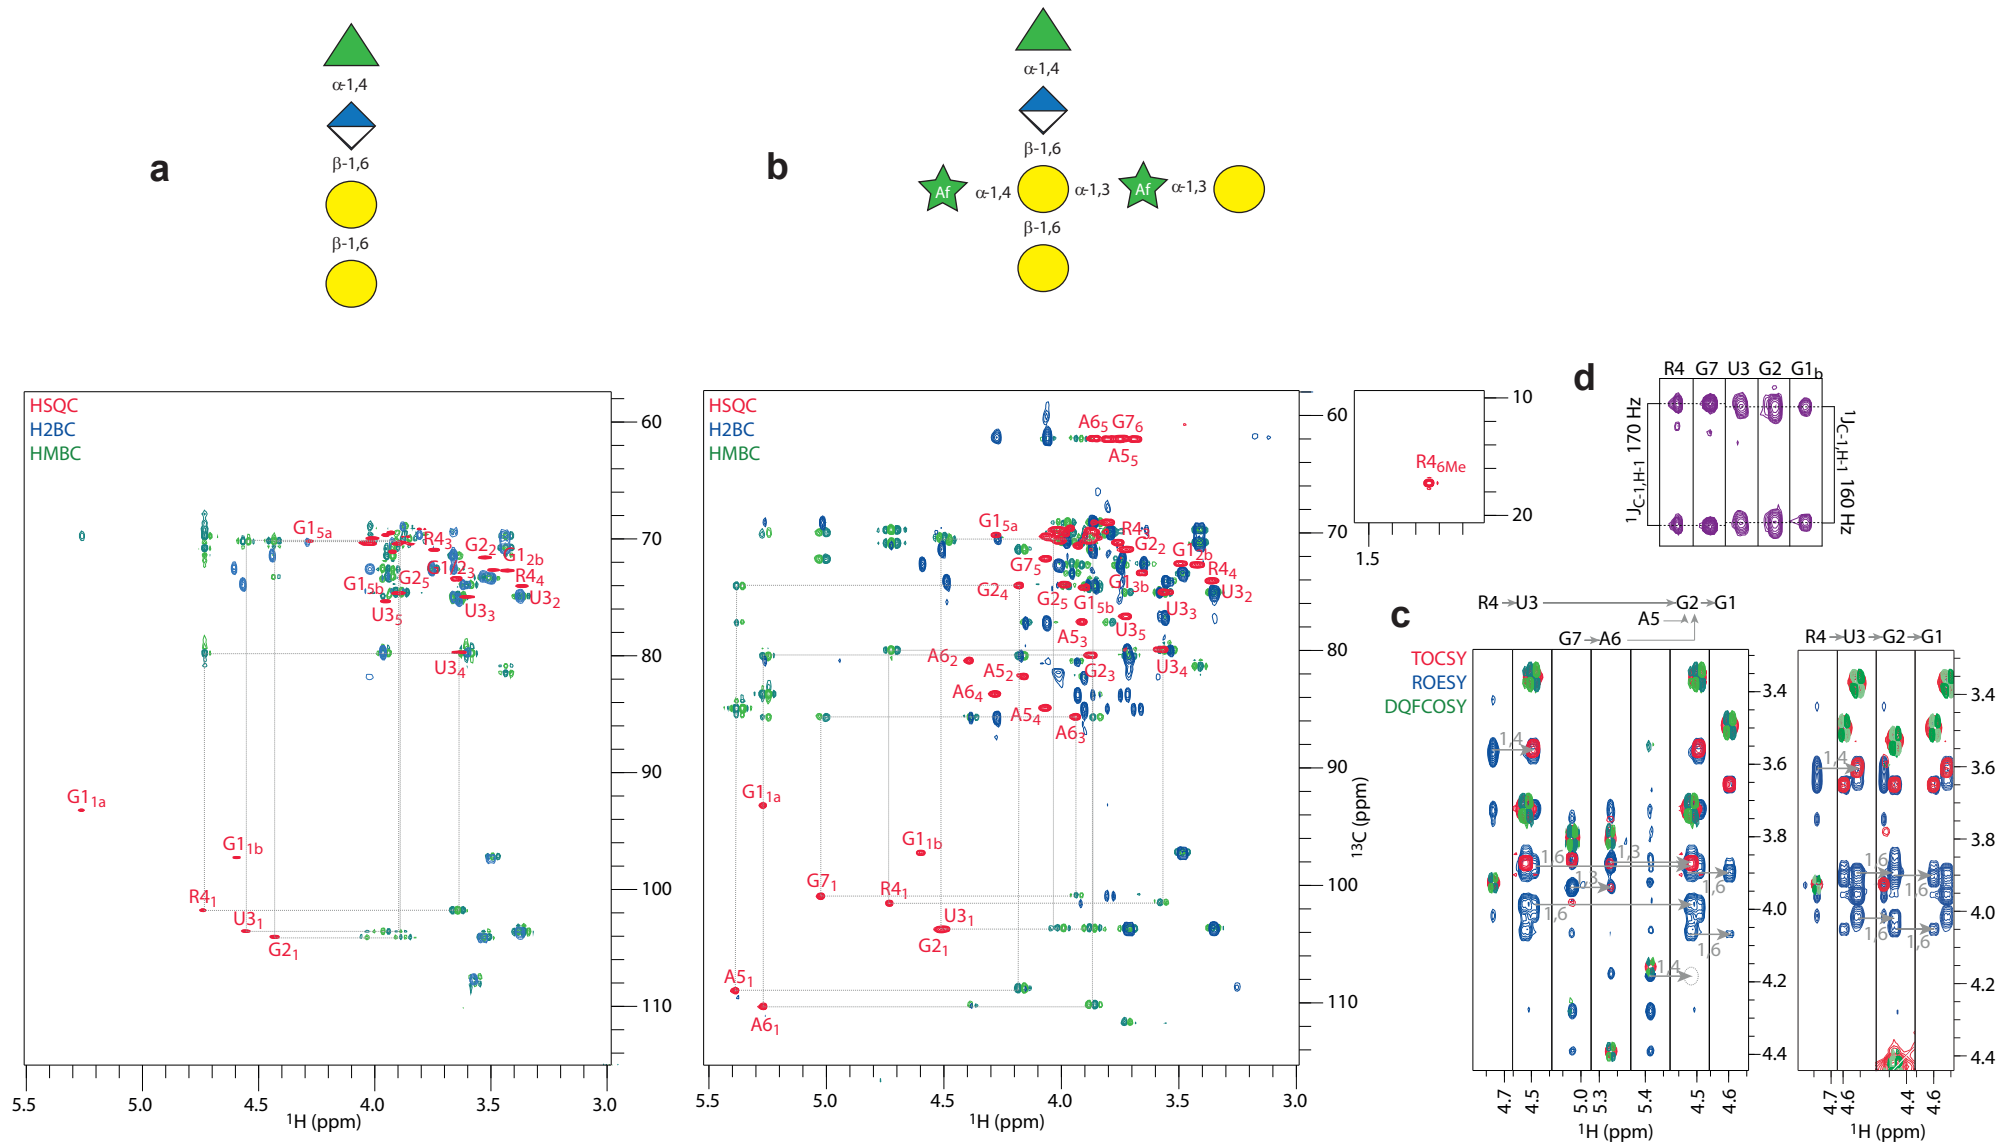 a
α-1,4
β-1,6
β-1,6
b
α-1,4
β-1,6
Af
α-1,4
α-1,3
Af
α-1,3
β-1,6
HSQC
H2BC
HMBC
G1₅a
R4₃
G2₂
G1₂b
R4₄
G1₅b
G2₅
U3₂
U3₅
U3₃
U3₄
G1₁a
G1₁b
R4₁
U3₁
G2₁
60
70
80
90
100
110
5.5
5.0
4.5
4.0
3.5
3.0
¹H (ppm)
HSQC
H2BC
HMBC
A6₅ G7₆
A5₅
G1₅a
G2₂
G1₂b
G7₅
R4₄
G1₃b
G2₄
G2₅
G1₅b
U3₂
U3₃
A5₃
U3₅
A6₂
G2₃
U3₄
A5₂
A6₄
A5₄
A6₃
G1₁a
G1₁b
G7₁
R4₁
U3₁
G2₁
A5₁
A6₁
60
70
80
90
100
110
¹³C (ppm)
5.5
5.0
4.5
4.0
3.5
3.0
¹H (ppm)
R4₆Me
10
20
1.5
d
R4
G7
U3
G2
G1b
¹JC-1,H-1 170 Hz
¹JC-1,H-1 160 Hz
c
R4 → U3 → G2 → G1
A5
G7 → A6
TOCSY
ROESY
DQFCOSY
1,4
1,6
1,3
1,3
1,6
1,6
1,6
1,4
3.4
3.6
3.8
4.0
4.2
4.4
4.7
4.5
5.0
5.3
5.4
4.5
4.6
¹H (ppm)
R4 → U3 → G2 → G1
1,4
1,6
1,6
1,6
1,6
3.4
3.6
3.8
4.0
4.2
4.4
4.7
4.6
4.4
4.6
¹H (ppm)